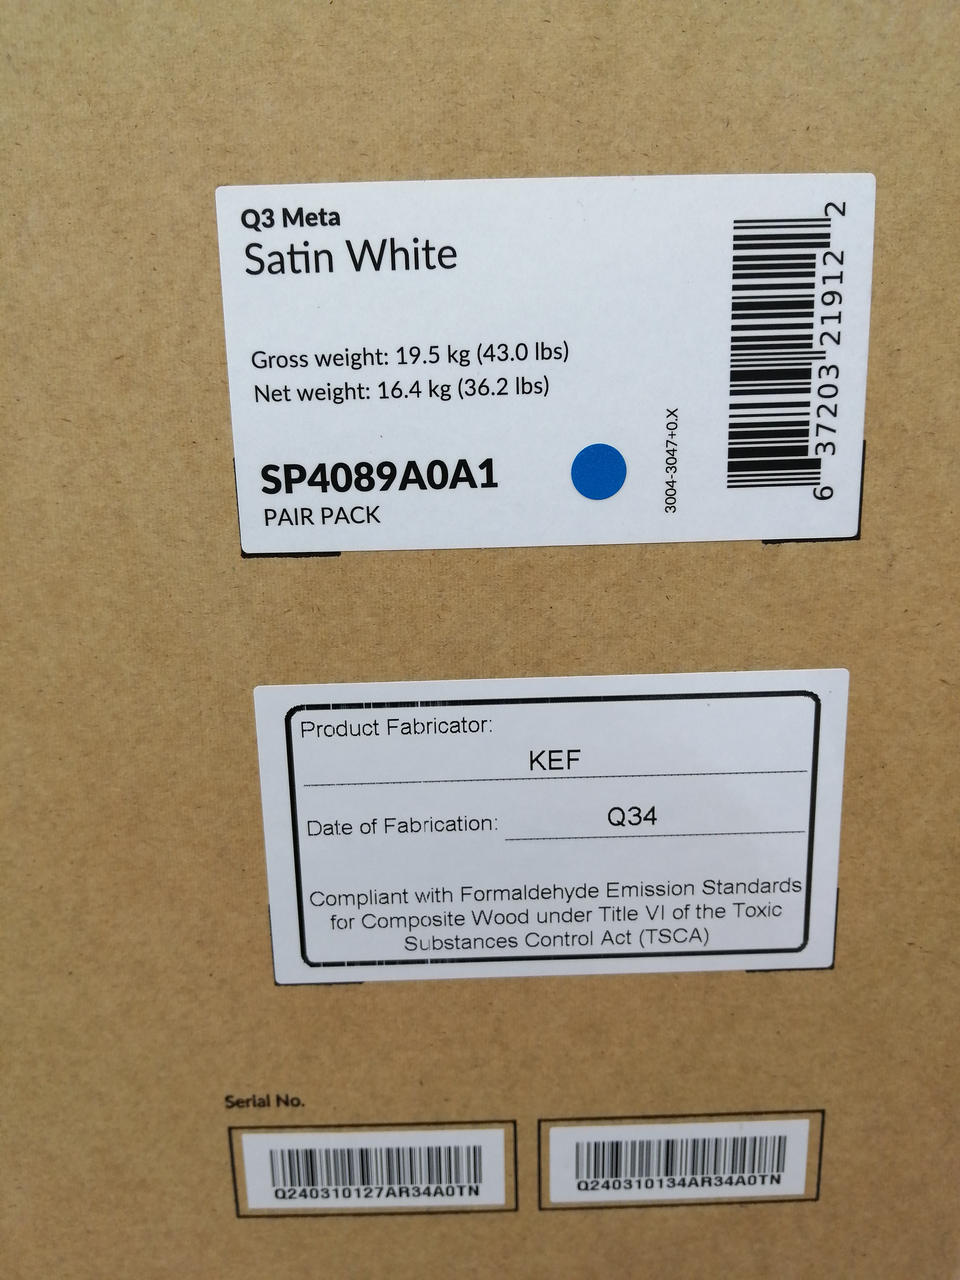 Q3 Meta
Satin White
Gross weight: 19.5 kg (43.0 lbs)
Net weight: 16.4 kg (36.2 lbs)
SP4089A0A1
PAIR PACK
3004-3047+0.X
6 37203 21912 2
Product Fabricator:
KEF
Date of Fabrication: Q34
Compliant with Formaldehyde Emission Standards
for Composite Wood under Title VI of the Toxic
Substances Control Act (TSCA)
Serial No.
Q240310127AR34A0TN
Q240310134AR34A0TN